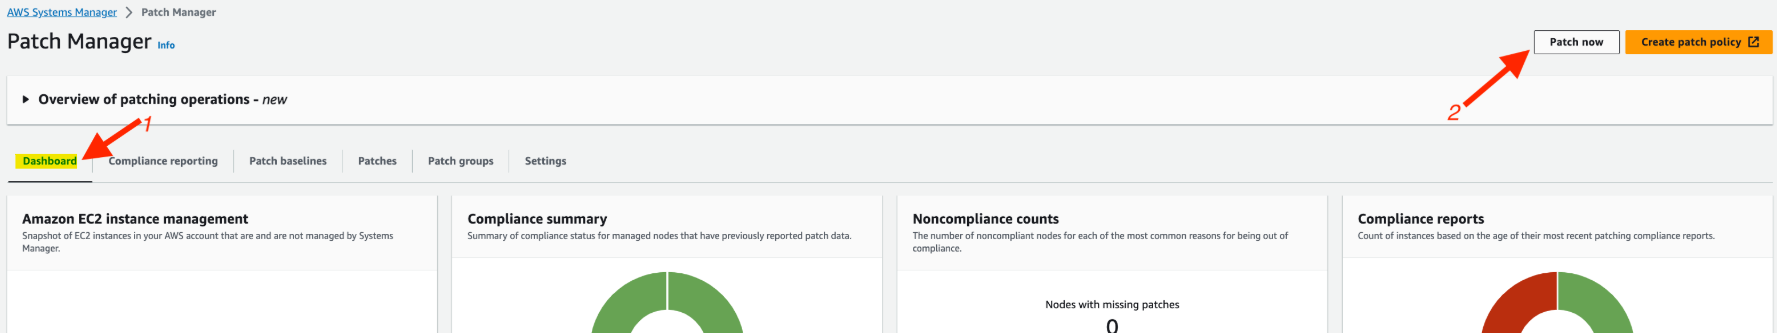 AWS Systems Manager > Patch Manager
Patch Manager Info
Patch now
Create patch policy
2
Overview of patching operations - new
1
Dashboard
Compliance reporting
Patch baselines
Patches
Patch groups
Settings
Amazon EC2 instance management
Snapshot of EC2 instances in your AWS account that are and are not managed by Systems
Manager.
Compliance summary
Summary of compliance status for managed nodes that have previously reported patch data.
Noncompliance counts
The number of noncompliant nodes for each of the most common reasons for being out of
compliance.
Nodes with missing patches
0
Compliance reports
Count of instances based on the age of their most recent patching compliance reports.